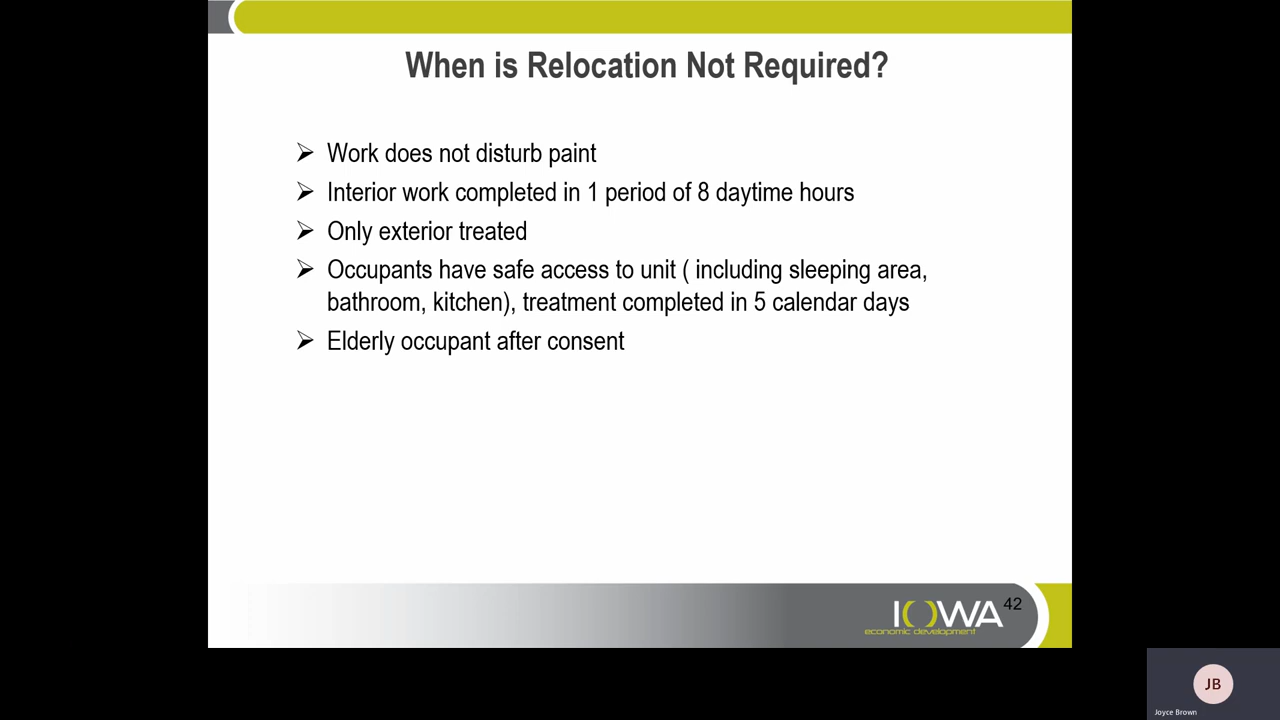 When is Relocation Not Required?
➢ Work does not disturb paint
➢ Interior work completed in 1 period of 8 daytime hours
➢ Only exterior treated
➢ Occupants have safe access to unit ( including sleeping area,
bathroom, kitchen), treatment completed in 5 calendar days
➢ Elderly occupant after consent
42
IOWA
economic development
JB
Joyce Brown